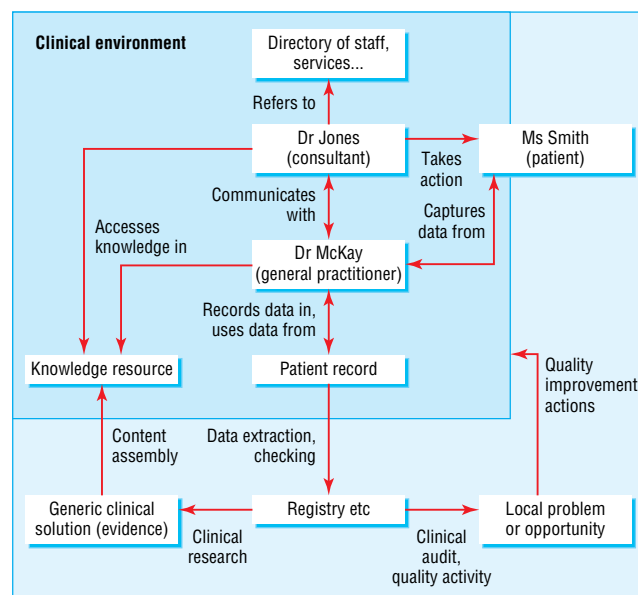 Clinical environment
Directory of staff,
services...
Refers to
Dr Jones
(consultant)
Takes
action
Ms Smith
(patient)
Communicates
with
Captures
data from
Accesses
knowledge in
Dr McKay
(general practitioner)
Records data in,
uses data from
Knowledge resource
Patient record
Quality
improvement
actions
Content
assembly
Data extraction,
checking
Generic clinical
solution (evidence)
Registry etc
Local problem
or opportunity
Clinical
research
Clinical
audit,
quality activity